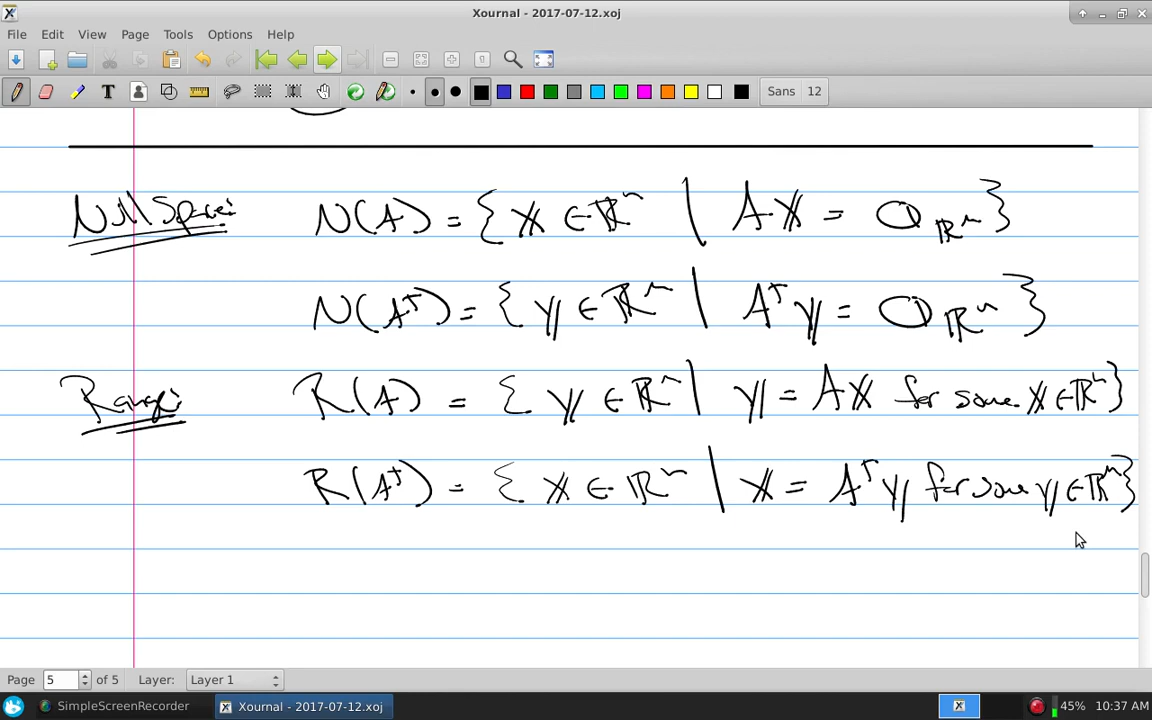 Xournal - 2017-07-12.xoj
File Edit View Page Tools Options Help
Sans 12
Null Space: N(A) = { x ∈ ℝⁿ | Ax = 0_ℝᵐ }
N(Aᵀ) = { y ∈ ℝᵐ | Aᵀy = 0_ℝⁿ }
Range: R(A) = { y ∈ ℝᵐ | y = Ax for some x ∈ ℝⁿ }
R(Aᵀ) = { x ∈ ℝⁿ | x = Aᵀy for some y ∈ ℝᵐ }
Page 5 of 5 Layer: Layer 1
SimpleScreenRecorder Xournal - 2017-07-12.xoj 45% 10:37 AM